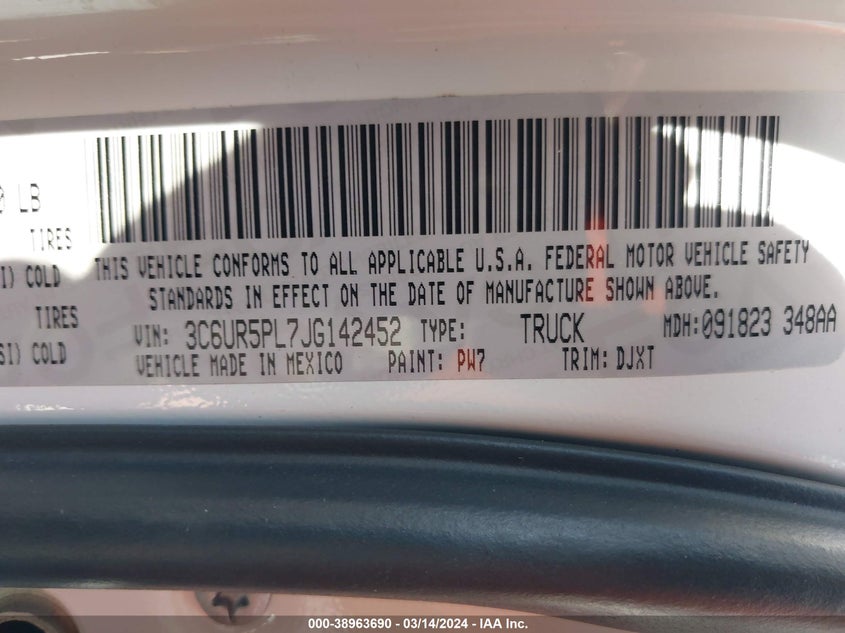 0 LB
TIRES
I) COLD
TIRES
SI) COLD
THIS VEHICLE CONFORMS TO ALL APPLICABLE U.S.A. FEDERAL MOTOR VEHICLE SAFETY
STANDARDS IN EFFECT ON THE DATE OF MANUFACTURE SHOWN ABOVE.
VIN: 3C6UR5PL7JG142452 TYPE: TRUCK MDH:091823 348AA
VEHICLE MADE IN MEXICO PAINT: PW7 TRIM: DJXT
000-38963690 - 03/14/2024 - IAA Inc.